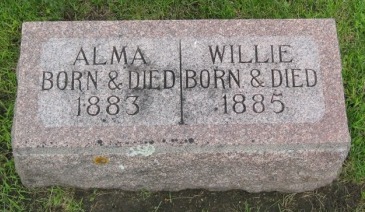 ALMA
BORN & DIED
1883
WILLIE
BORN & DIED
1885